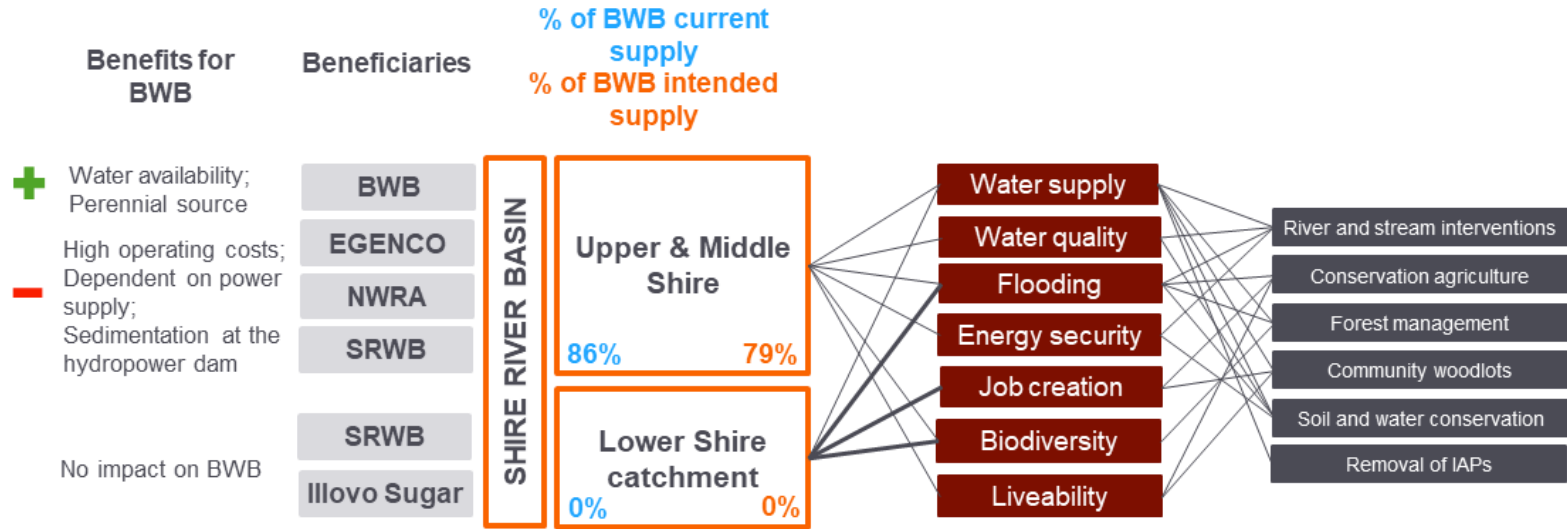 Benefits for
BWB
Beneficiaries
% of BWB current
supply
% of BWB intended
supply
Water availability;
Perennial source
High operating costs;
Dependent on power
supply;
Sedimentation at the
hydropower dam
No impact on BWB
BWB
EGENCO
NWRA
SRWB
SRWB
Illovo Sugar
SHIRE RIVER BASIN
Upper & Middle
Shire
86% 79%
Lower Shire
catchment
0% 0%
Water supply
Water quality
Flooding
Energy security
Job creation
Biodiversity
Liveability
River and stream interventions
Conservation agriculture
Forest management
Community woodlots
Soil and water conservation
Removal of IAPs